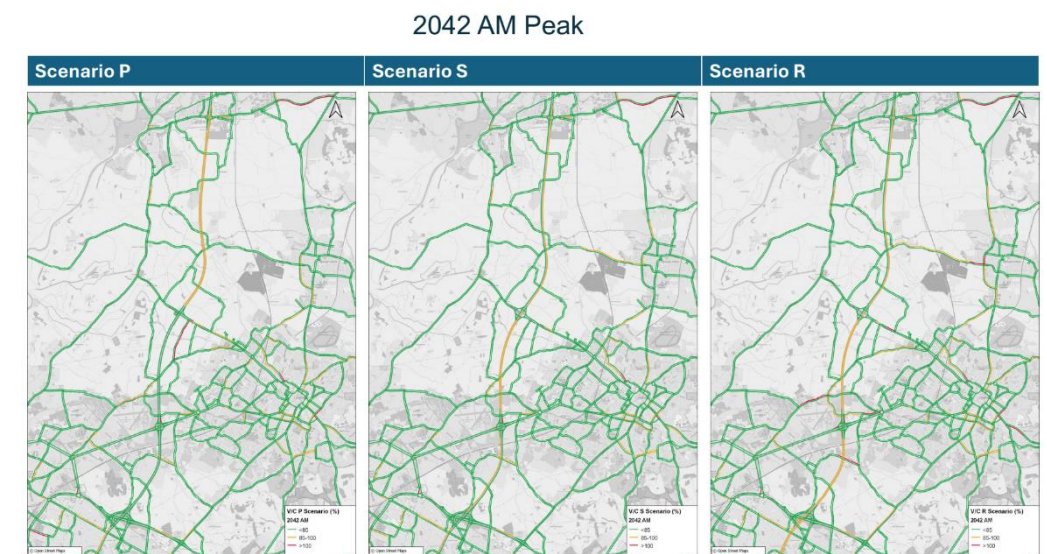 2042 AM Peak
Scenario P
Scenario S
Scenario R
V/C P Scenario (%)
2042 AM
<85
85-100
>100
© Open Street Maps
V/C S Scenario (%)
2042 AM
<85
85-100
>100
© Open Street Maps
V/C R Scenario (%)
2042 AM
<85
85-100
>100
© Open Street Maps